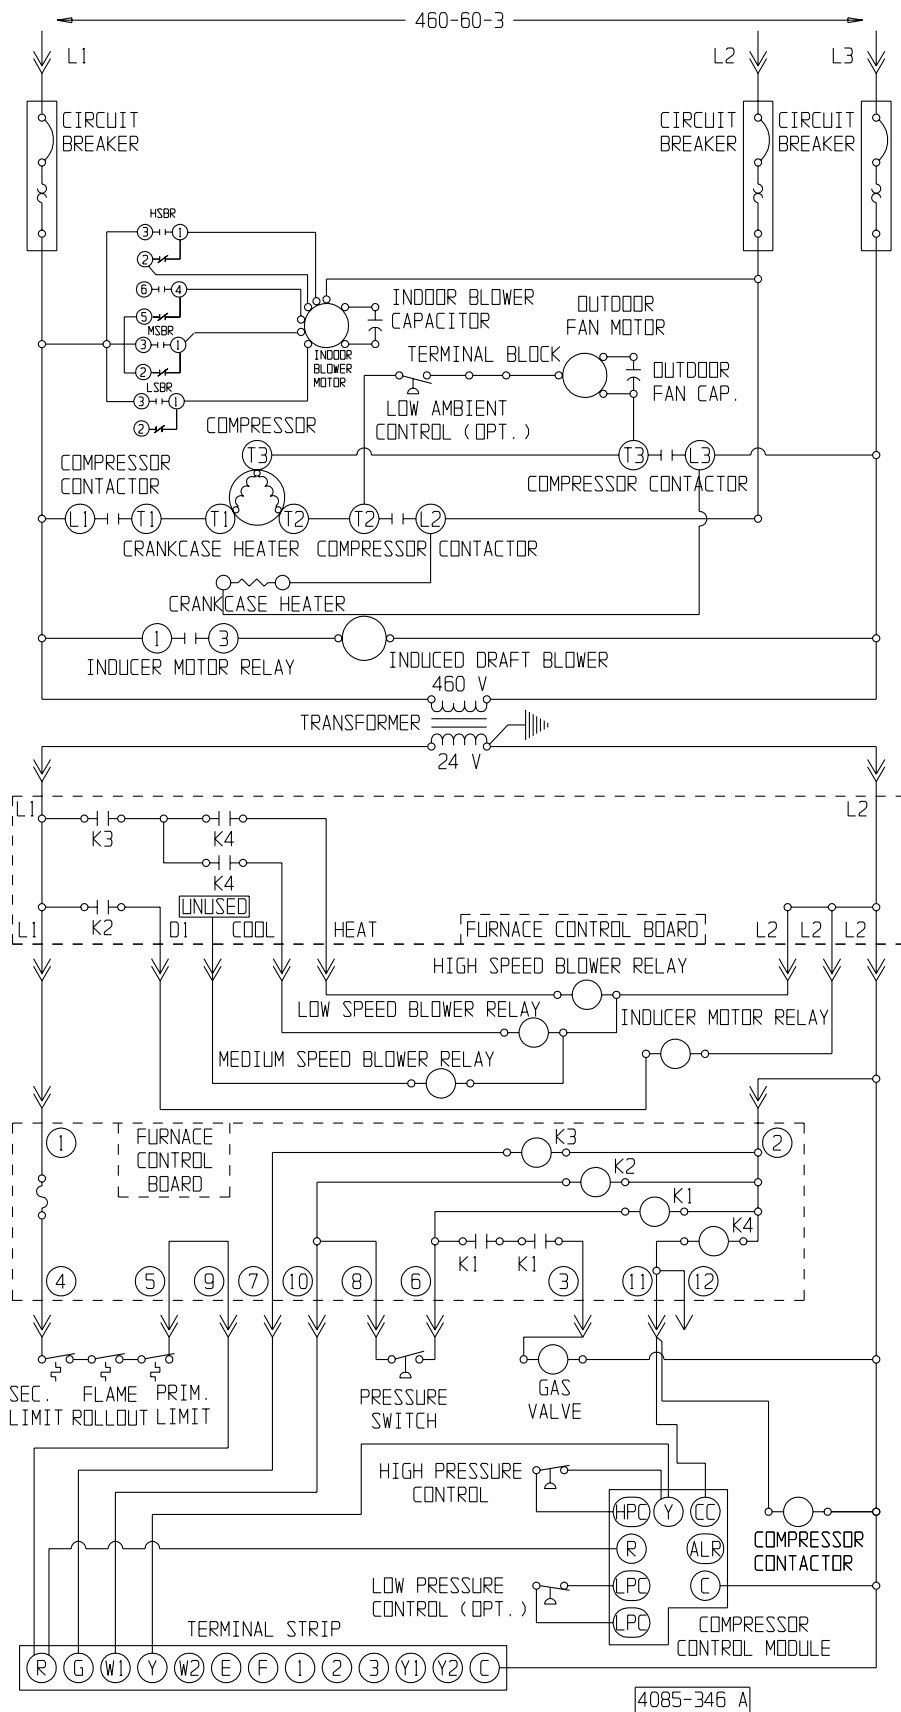 460-60-3
L1
L2
L3
CIRCUIT
BREAKER
CIRCUIT
BREAKER
CIRCUIT
BREAKER
HSBR
3 1
2
6 4
5
MSBR
3 1
2
LSBR
3 1
2
INDOOR
BLOWER
MOTOR
INDOOR BLOWER
CAPACITOR
OUTDOOR
FAN MOTOR
TERMINAL BLOCK
OUTDOOR
FAN CAP.
LOW AMBIENT
CONTROL (OPT.)
COMPRESSOR
T3
T3 L3
COMPRESSOR
CONTACTOR
COMPRESSOR CONTACTOR
L1 T1 T1 T2 T2 L2
CRANKCASE HEATER
COMPRESSOR CONTACTOR
CRANKCASE HEATER
1 3
INDUCER MOTOR RELAY
INDUCED DRAFT BLOWER
460 V
TRANSFORMER
24 V
L1
L2
K3
K4
K4
K2
UNUSED
L1
D1
COOL
HEAT
FURNACE CONTROL BOARD
L2 L2 L2
HIGH SPEED BLOWER RELAY
LOW SPEED BLOWER RELAY
INDUCER MOTOR RELAY
MEDIUM SPEED BLOWER RELAY
1
FURNACE
CONTROL
BOARD
K3
2
K2
K1
K4
K1 K1
4 5 9 7 10 8 6 3 11 12
SEC.
LIMIT
FLAME
ROLLOUT
PRIM.
LIMIT
PRESSURE
SWITCH
GAS
VALVE
HIGH PRESSURE
CONTROL
HPC Y CC
R ALR
LPC C
LPC
COMPRESSOR
CONTACTOR
LOW PRESSURE
CONTROL (OPT.)
COMPRESSOR
CONTROL MODULE
TERMINAL STRIP
R G W1 Y W2 E F 1 2 3 Y1 Y2 C
4085-346 A